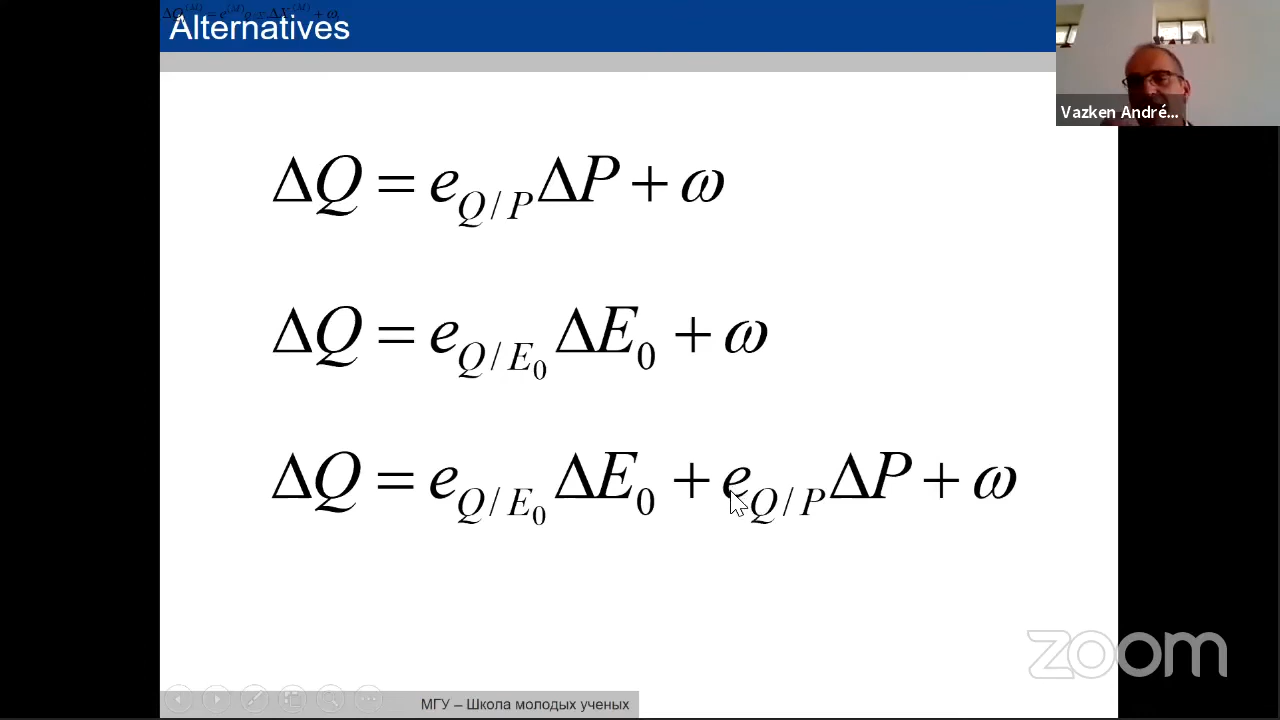 Alternatives
Vazken André...
ΔQ = e_{Q/P} ΔP + ω
ΔQ = e_{Q/E_0} ΔE_0 + ω
ΔQ = e_{Q/E_0} ΔE_0 + e_{Q/P} ΔP + ω
zoom
МГУ – Школа молодых ученых